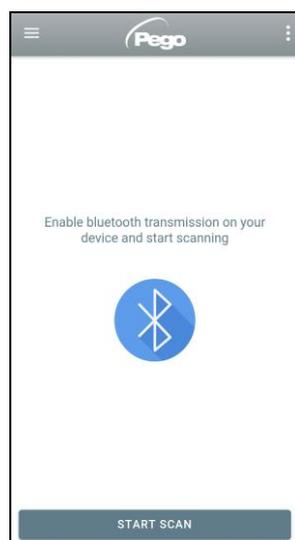 Pego
Enable bluetooth transmission on your
device and start scanning
START SCAN